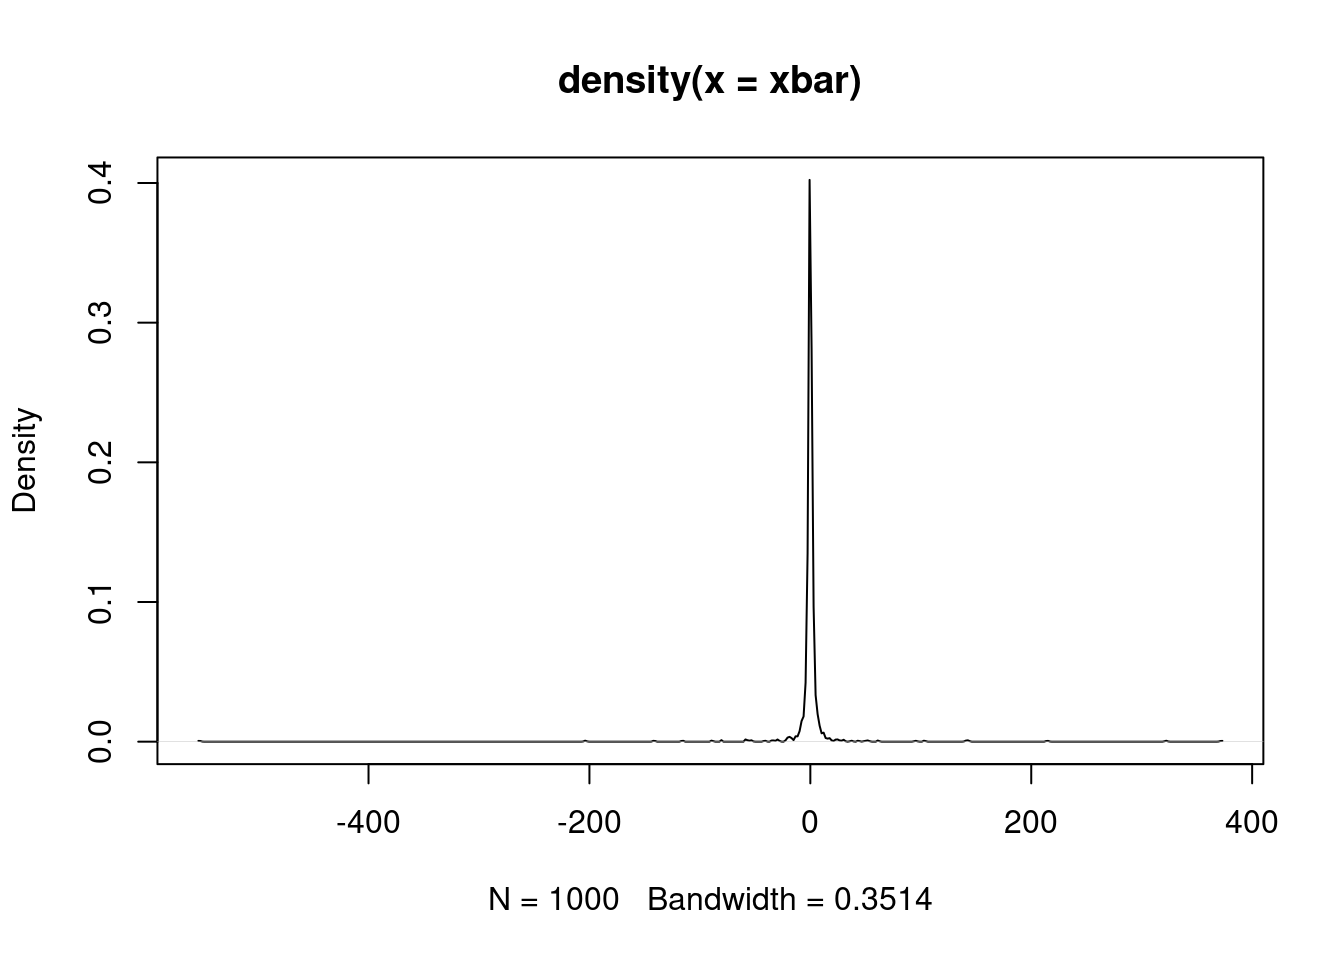 density(x = xbar)
Density
0.4
0.3
0.2
0.1
0.0
-400 -200 0 200 400
N = 1000 Bandwidth = 0.3514